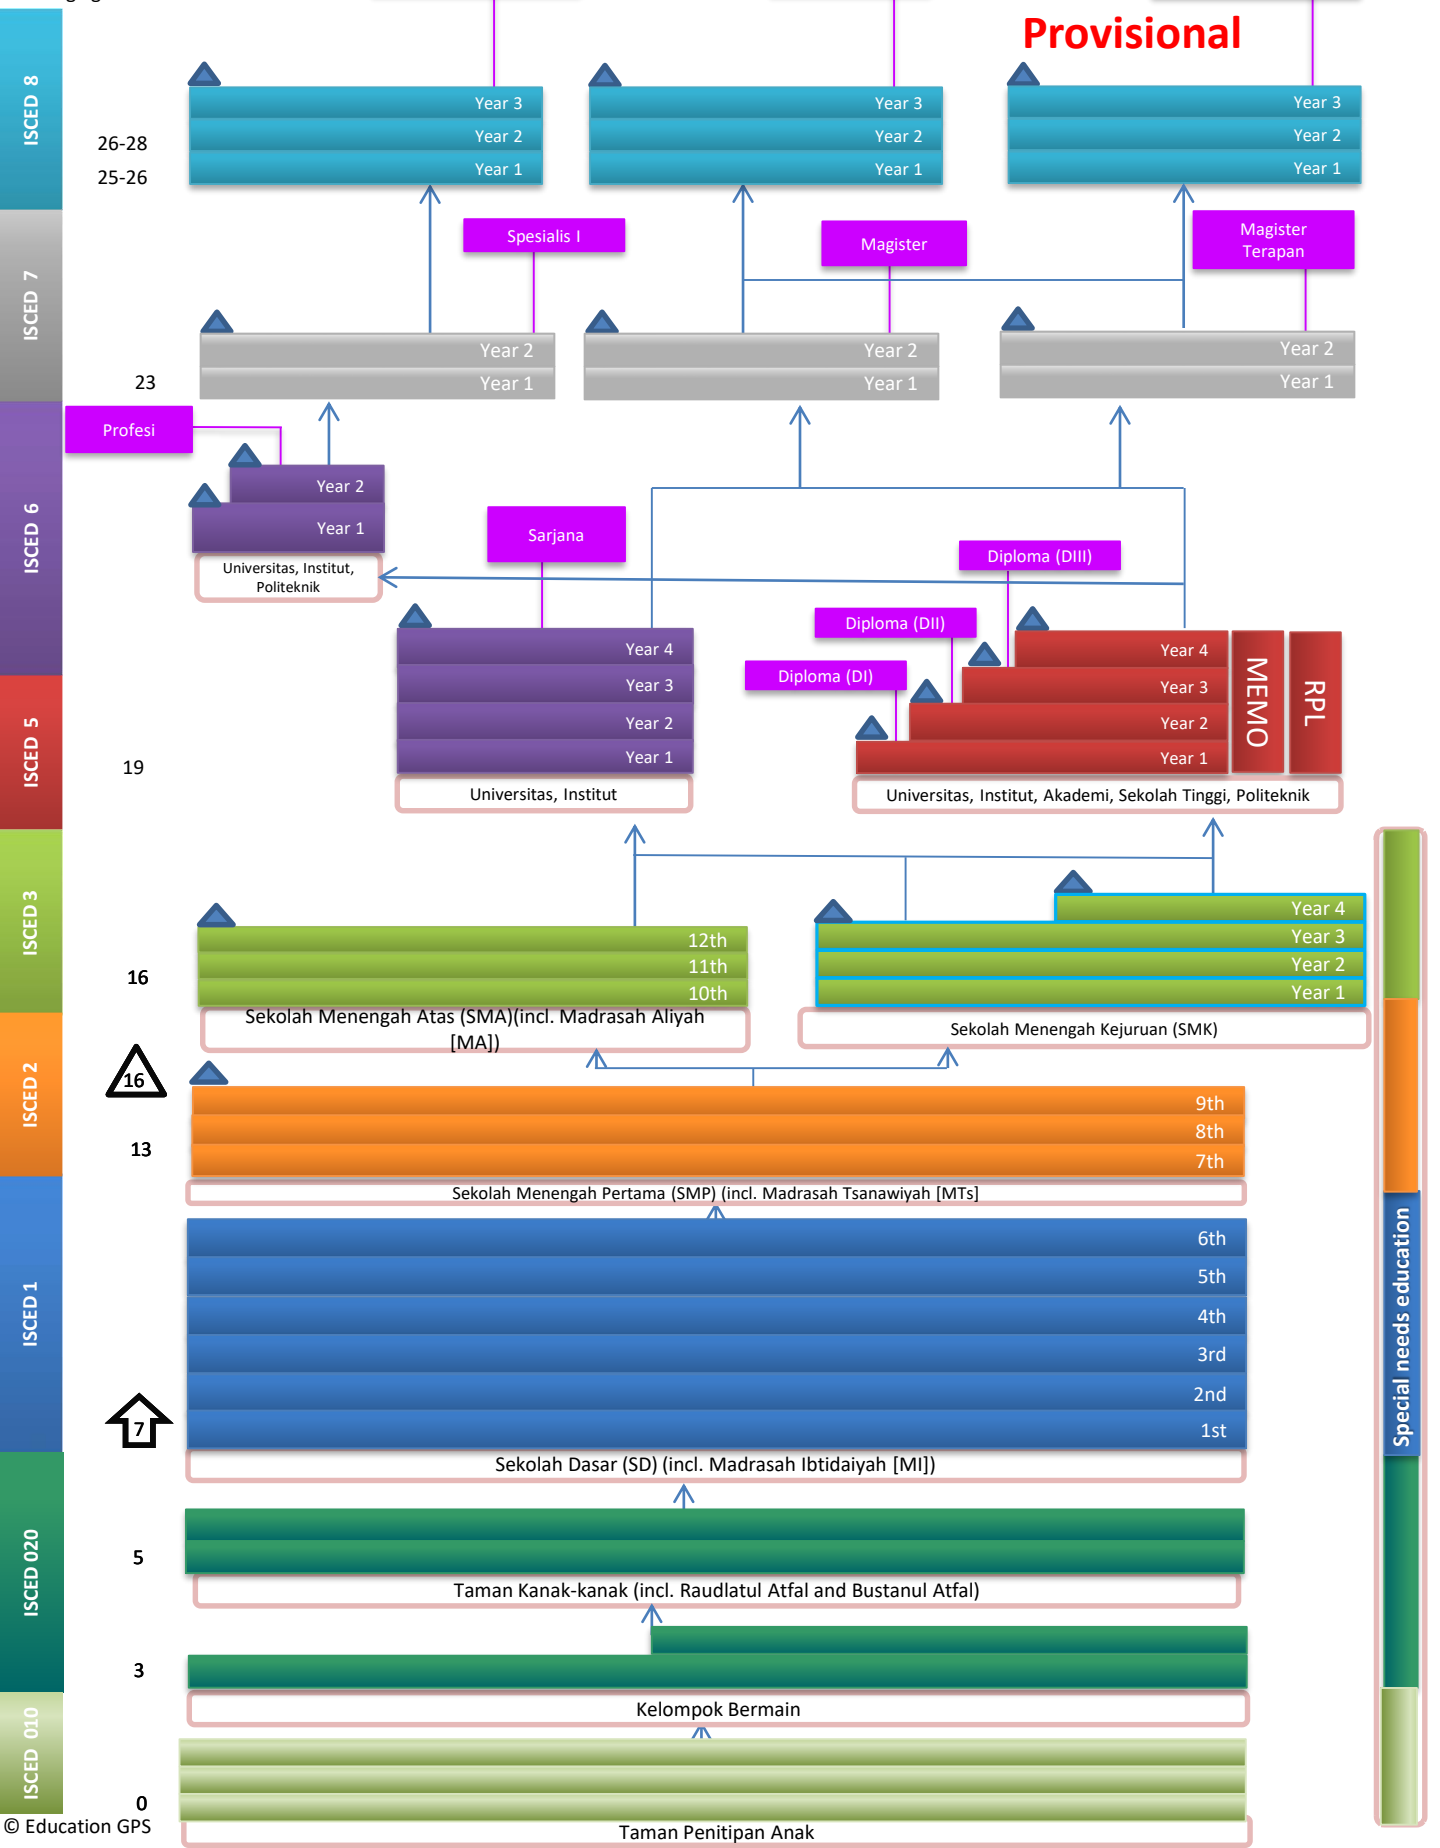 Provisional
ISCED 8
Year 3
Year 3
Year 3
26-28
Year 2
Year 2
Year 2
25-26
Year 1
Year 1
Year 1
ISCED 7
Spesialis I
Magister
Magister
Terapan
Year 2
Year 2
Year 2
23
Year 1
Year 1
Year 1
ISCED 6
Profesi
Year 2
Year 1
Universitas, Institut,
Politeknik
Sarjana
Diploma (DIII)
Diploma (DII)
Diploma (DI)
ISCED 5
19
Year 4
Year 3
Year 2
Year 1
Universitas, Institut
Year 4
Year 3
Year 2
Year 1
MEMO
RPL
Universitas, Institut, Akademi, Sekolah Tinggi, Politeknik
ISCED 3
16
12th
11th
10th
Sekolah Menengah Atas (SMA)(incl. Madrasah Aliyah
[MA])
Year 4
Year 3
Year 2
Year 1
Sekolah Menengah Kejuruan (SMK)
ISCED 2
16
13
9th
8th
7th
Sekolah Menengah Pertama (SMP) (incl. Madrasah Tsanawiyah [MTs]
ISCED 1
7
6th
5th
4th
3rd
2nd
1st
Sekolah Dasar (SD) (incl. Madrasah Ibtidaiyah [MI])
Special needs education
ISCED 020
5
Taman Kanak-kanak (incl. Raudlatul Atfal and Bustanul Atfal)
3
Kelompok Bermain
ISCED 010
0
Taman Penitipan Anak
© Education GPS